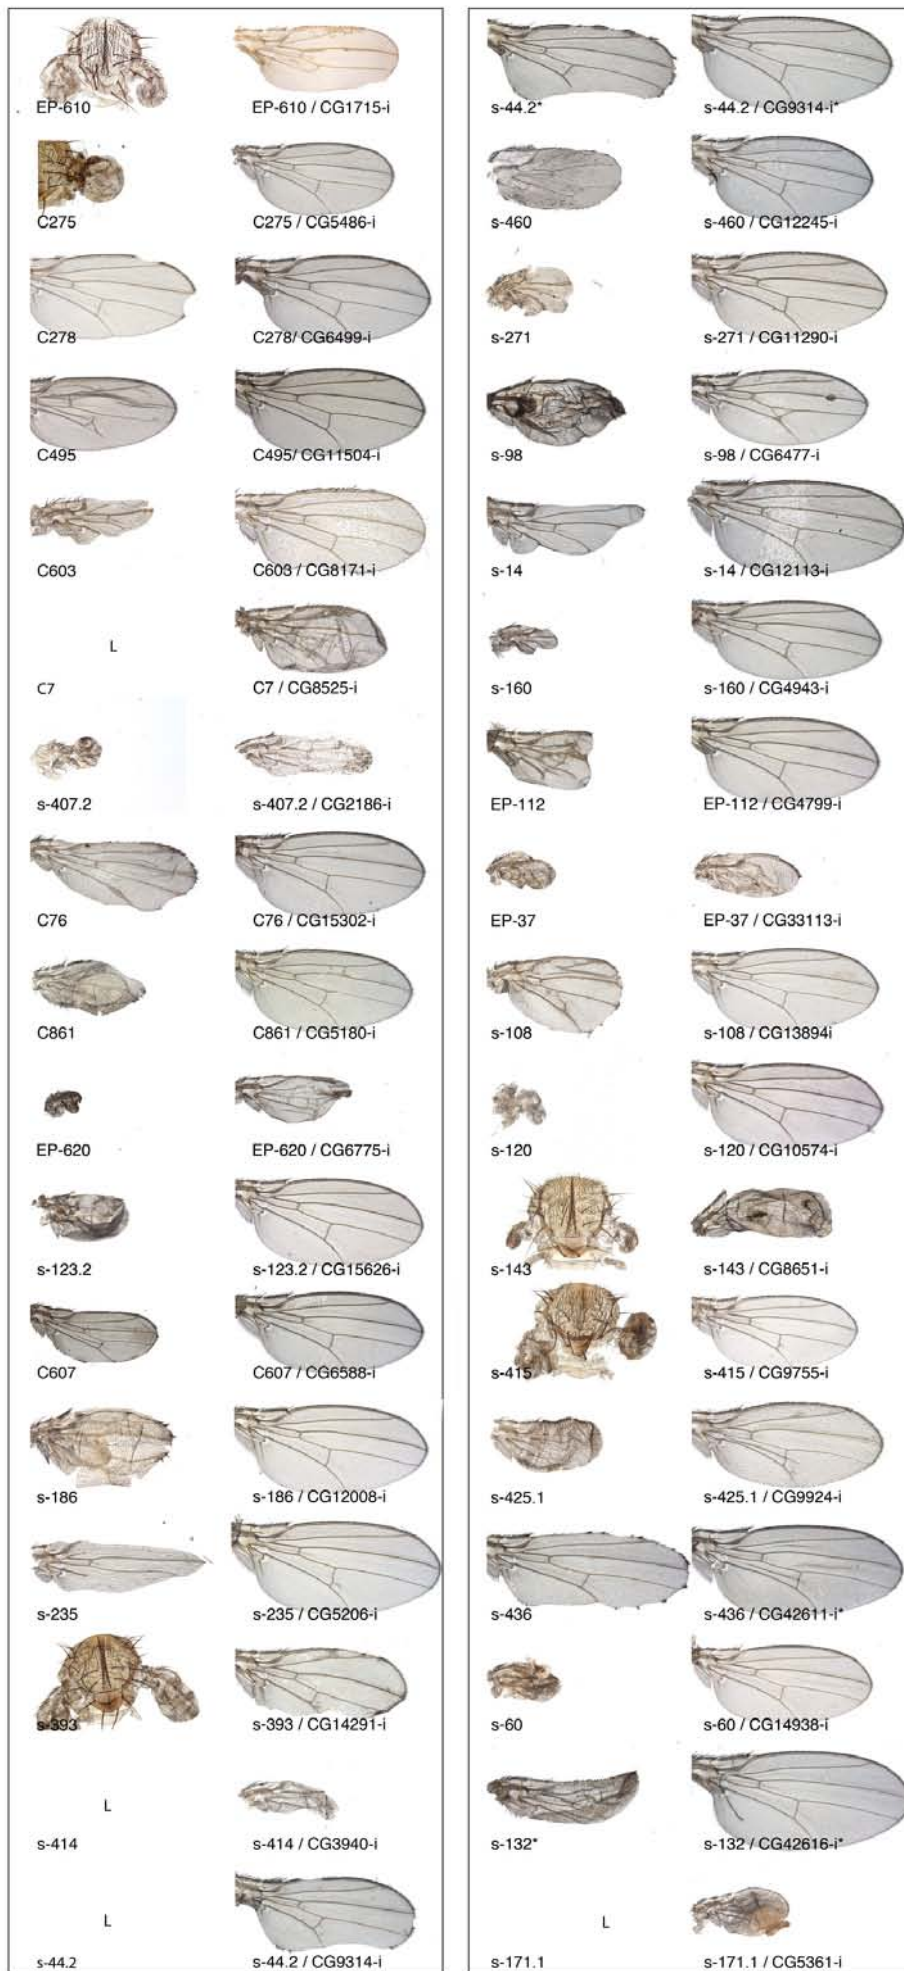 EP-610 EP-610 / CG1715-i
C275 C275 / CG5486-i
C278 C278/ CG6499-i
C495 C495/ CG11504-i
C603 C603 / CG8171-i
L
C7 C7 / CG8525-i
s-407.2 s-407.2 / CG2186-i
C76 C76 / CG15302-i
C861 C861 / CG5180-i
EP-620 EP-620 / CG6775-i
s-123.2 s-123.2 / CG15626-i
C607 C607 / CG6588-i
s-186 s-186 / CG12008-i
s-235 s-235 / CG5206-i
s-393 s-393 / CG14291-i
L
s-414 s-414 / CG3940-i
L
s-44.2 s-44.2 / CG9314-i
s-44.2* s-44.2 / CG9314-i*
s-460 s-460 / CG12245-i
s-271 s-271 / CG11290-i
s-98 s-98 / CG6477-i
s-14 s-14 / CG12113-i
s-160 s-160 / CG4943-i
EP-112 EP-112 / CG4799-i
EP-37 EP-37 / CG33113-i
s-108 s-108 / CG13894i
s-120 s-120 / CG10574-i
s-143 s-143 / CG8651-i
s-415 s-415 / CG9755-i
s-425.1 s-425.1 / CG9924-i
s-436 s-436 / CG42611-i*
s-60 s-60 / CG14938-i
s-132* s-132 / CG42616-i*
L
s-171.1 s-171.1 / CG5361-i